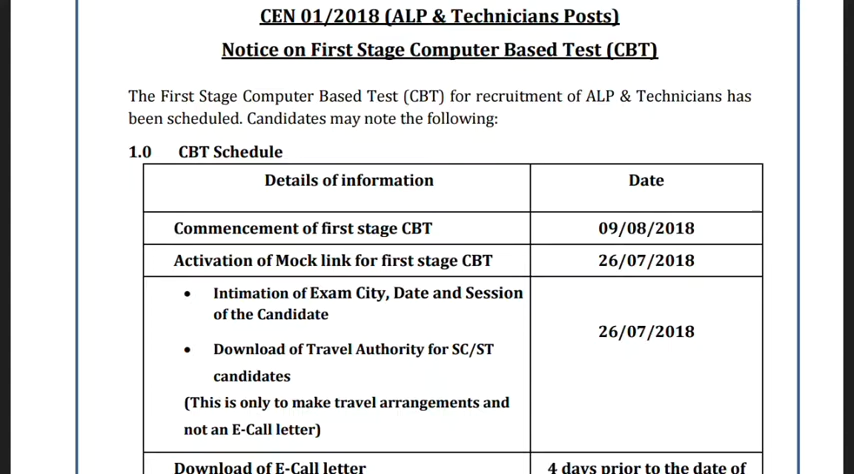 CEN 01/2018 (ALP & Technicians Posts)
Notice on First Stage Computer Based Test (CBT)
The First Stage Computer Based Test (CBT) for recruitment of ALP & Technicians has
been scheduled. Candidates may note the following:
1.0 CBT Schedule
Details of information Date
Commencement of first stage CBT 09/08/2018
Activation of Mock link for first stage CBT 26/07/2018
• Intimation of Exam City, Date and Session
of the Candidate
26/07/2018
• Download of Travel Authority for SC/ST
candidates
(This is only to make travel arrangements and
not an E-Call letter)
Download of E-Call letter 4 days prior to the date of